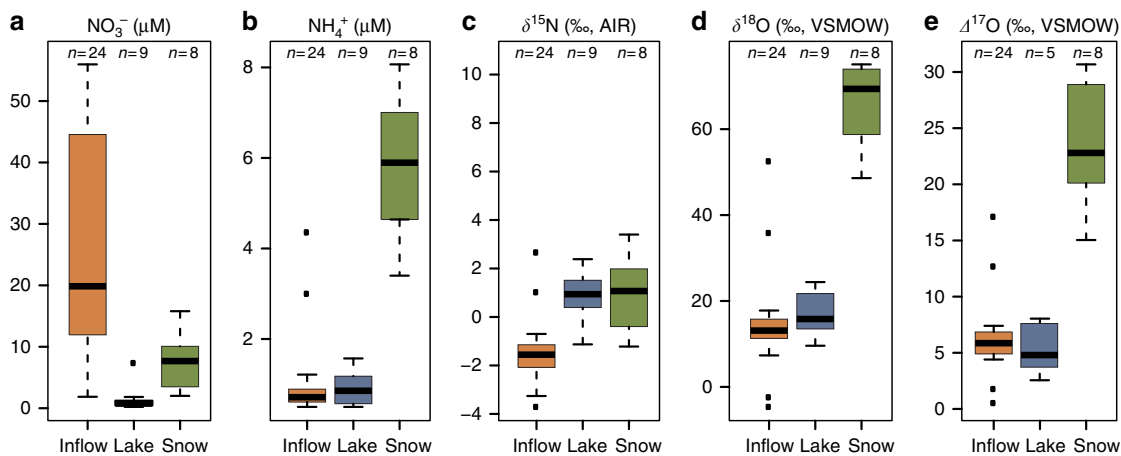 a NO₃⁻ (µM)
n=24 n=9 n=8
50
40
30
20
10
0
Inflow Lake Snow
b NH₄⁺ (µM)
n=24 n=9 n=8
8
6
4
2
Inflow Lake Snow
c δ¹⁵N (‰, AIR)
n=24 n=9 n=8
10
8
6
4
2
0
−2
−4
Inflow Lake Snow
d δ¹⁸O (‰, VSMOW)
n=24 n=9 n=8
60
40
20
0
Inflow Lake Snow
e Δ¹⁷O (‰, VSMOW)
n=24 n=5 n=8
30
25
20
15
10
5
0
Inflow Lake Snow